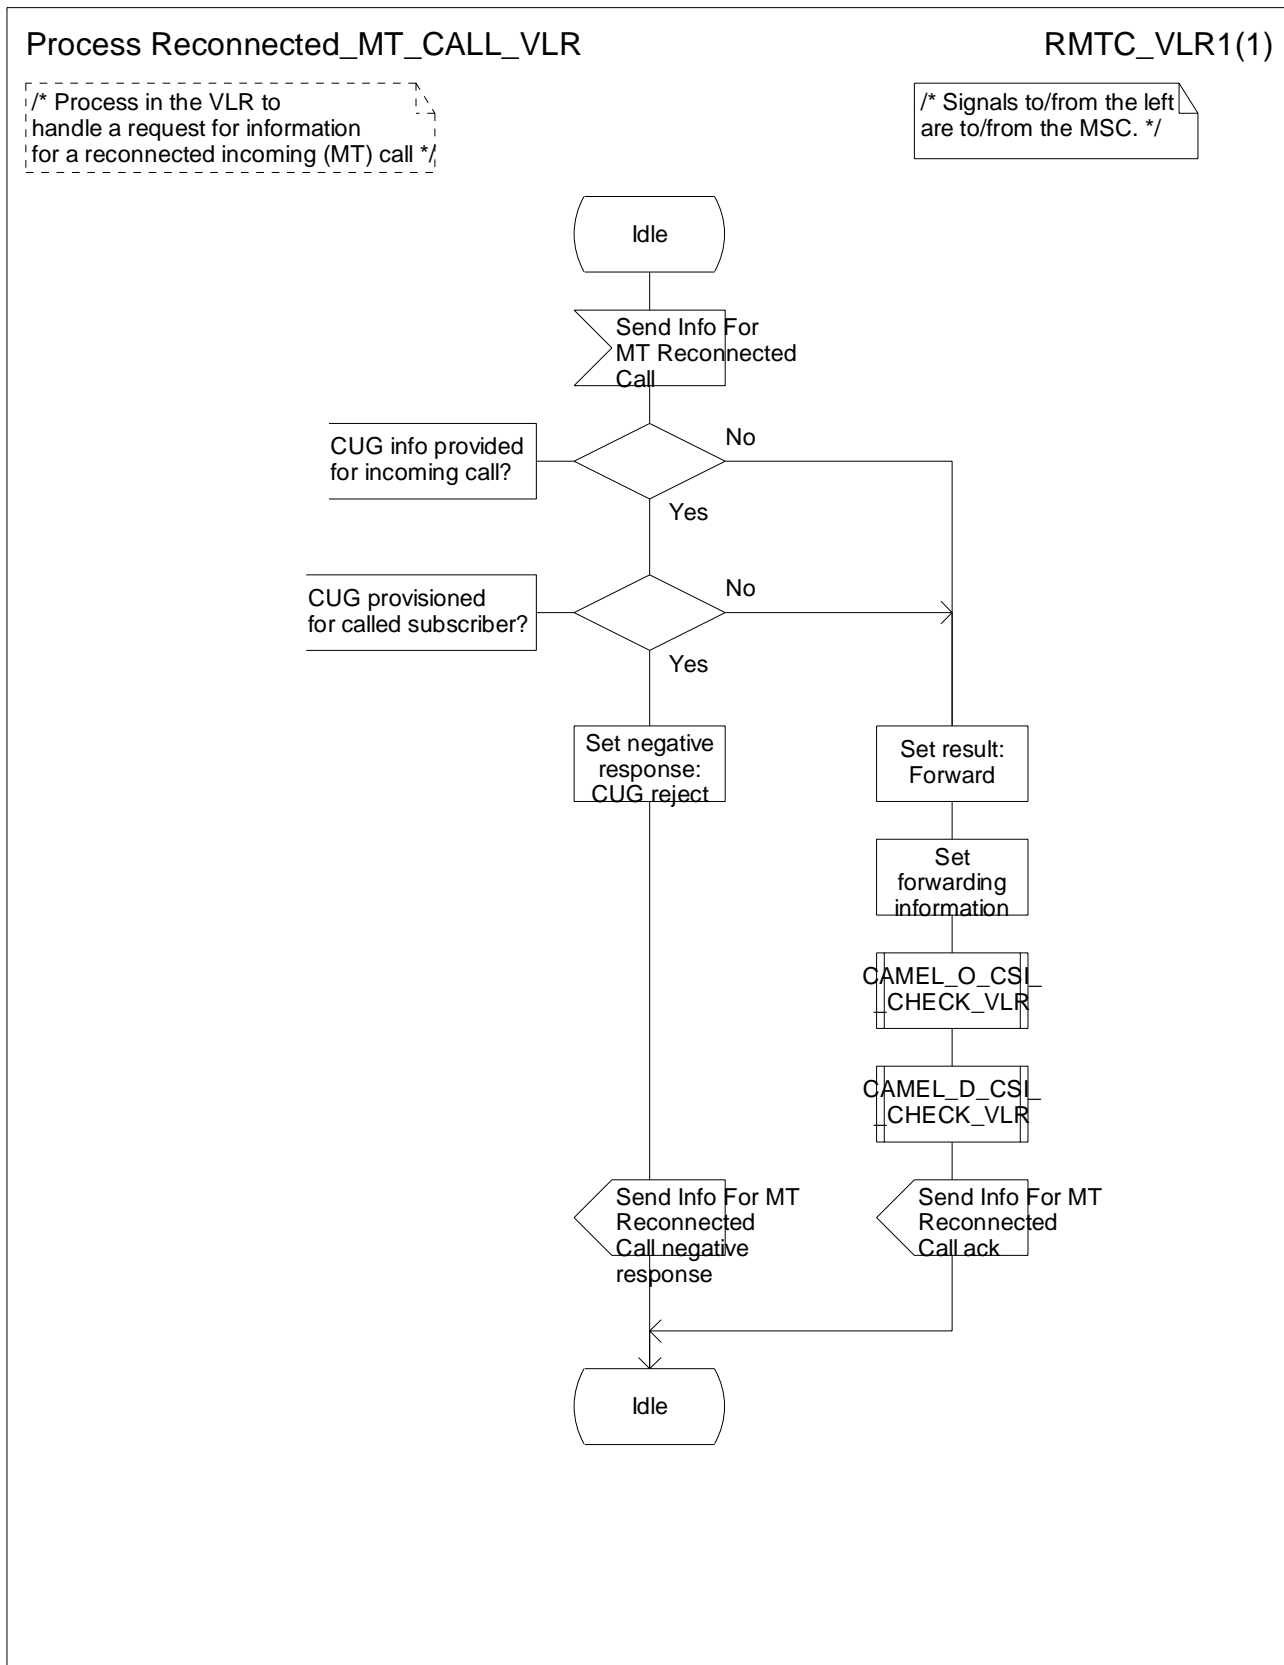 Process Reconnected_MT_CALL_VLR
RMTC_VLR1(1)
/* Process in the VLR to
handle a request for information
for a reconnected incoming (MT) call */
/* Signals to/from the left
are to/from the MSC. */
Idle
Send Info For
MT Reconnected
Call
CUG info provided
for incoming call?
No
Yes
CUG provisioned
for called subscriber?
No
Yes
Set negative
response:
CUG reject
Set result:
Forward
Set
forwarding
information
CAMEL_O_CSI_
_CHECK_VLR
CAMEL_D_CSI_
_CHECK_VLR
Send Info For MT
Reconnected
Call negative
response
Send Info For MT
Reconnected
Call ack
Idle